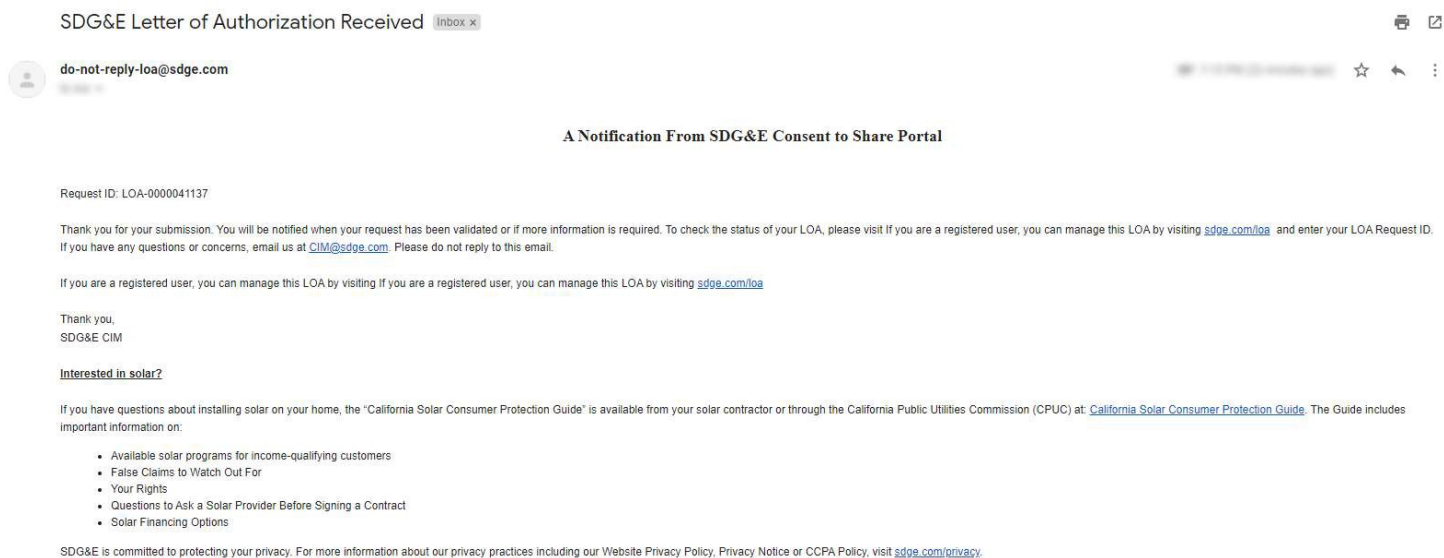 SDG&E Letter of Authorization Received Inbox x
do-not-reply-loa@sdge.com
A Notification From SDG&E Consent to Share Portal
Request ID: LOA-0000041137
Thank you for your submission. You will be notified when your request has been validated or if more information is required. To check the status of your LOA, please visit If you are a registered user, you can manage this LOA by visiting sdge.com/loa and enter your LOA Request ID.
If you have any questions or concerns, email us at CIM@sdge.com. Please do not reply to this email.
If you are a registered user, you can manage this LOA by visiting If you are a registered user, you can manage this LOA by visiting sdge.com/loa
Thank you,
SDG&E CIM
Interested in solar?
If you have questions about installing solar on your home, the “California Solar Consumer Protection Guide” is available from your solar contractor or through the California Public Utilities Commission (CPUC) at: California Solar Consumer Protection Guide. The Guide includes
important information on:
• Available solar programs for income-qualifying customers
• False Claims to Watch Out For
• Your Rights
• Questions to Ask a Solar Provider Before Signing a Contract
• Solar Financing Options
SDG&E is committed to protecting your privacy. For more information about our privacy practices including our Website Privacy Policy, Privacy Notice or CCPA Policy, visit sdge.com/privacy.